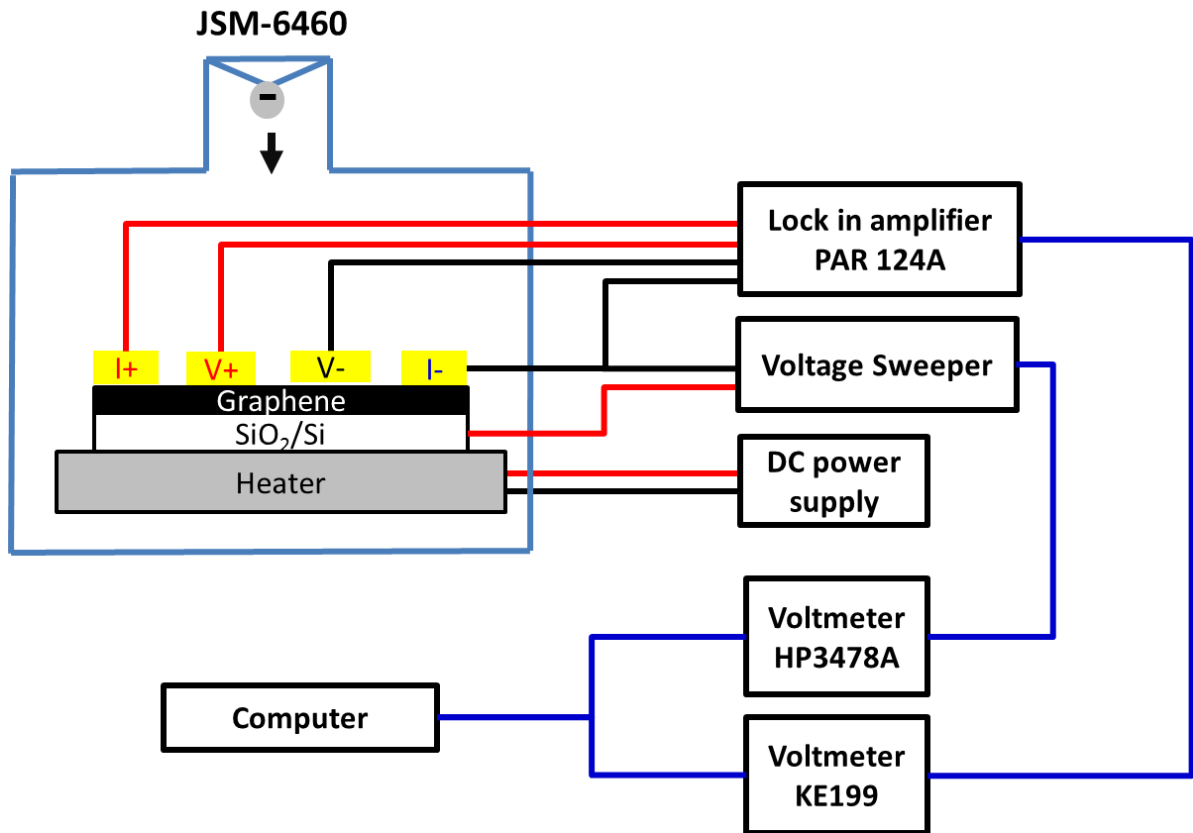 JSM-6460
-
Lock in amplifier
PAR 124A
I+ V+ V- I-
Voltage Sweeper
Graphene
SiO₂/Si
Heater
DC power
supply
Voltmeter
HP3478A
Computer
Voltmeter
KE199